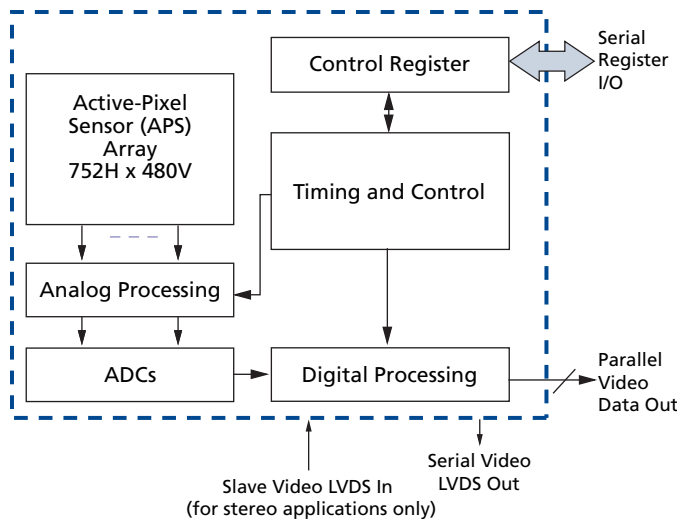 Control Register
Serial
Register
I/O
Active-Pixel
Sensor (APS)
Array
752H x 480V
Timing and Control
Analog Processing
ADCs
Digital Processing
Parallel
Video
Data Out
Slave Video LVDS In
(for stereo applications only)
Serial Video
LVDS Out